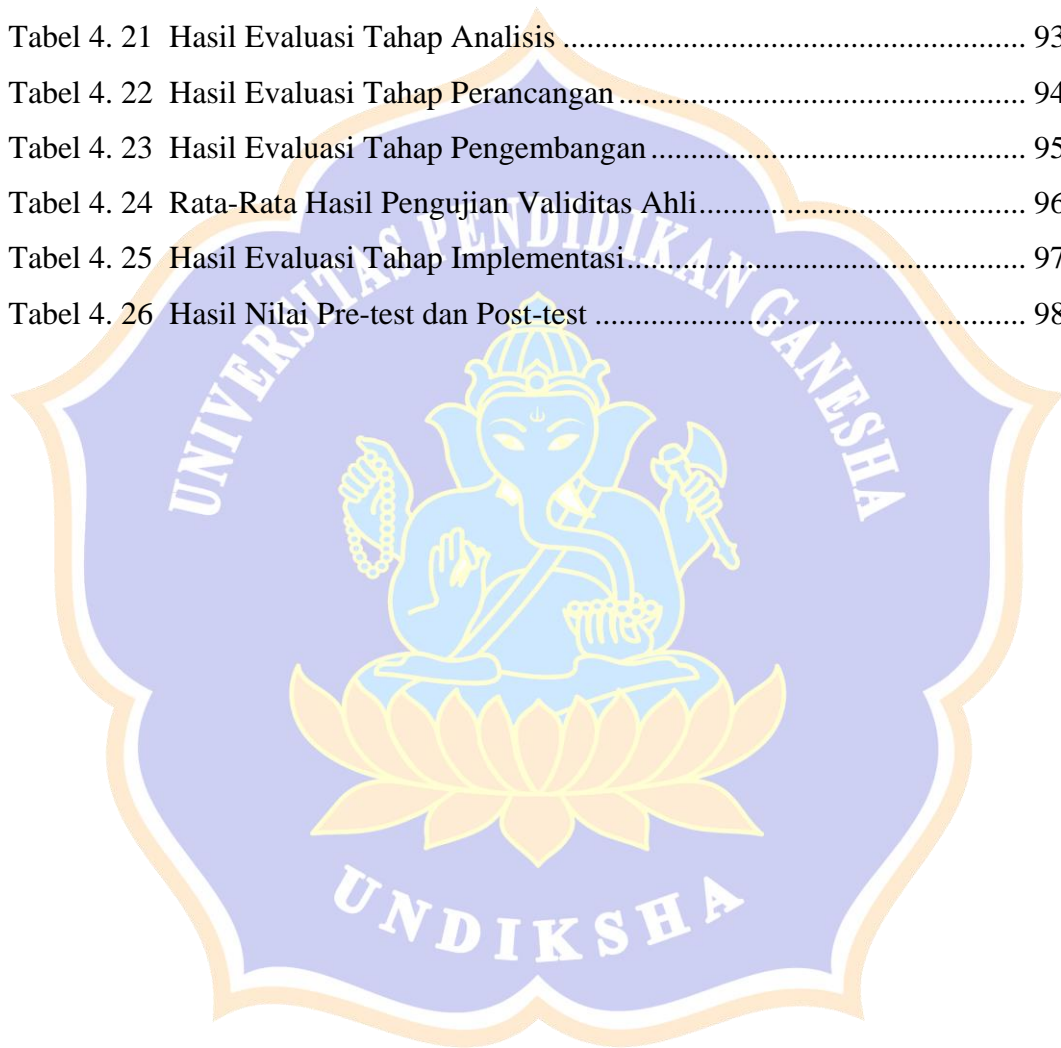 Tabel 4. 21 Hasil Evaluasi Tahap Analisis ........................................................................ 93
Tabel 4. 22 Hasil Evaluasi Tahap Perancangan ............................................................... 94
Tabel 4. 23 Hasil Evaluasi Tahap Pengembangan .......................................................... 95
Tabel 4. 24 Rata-Rata Hasil Pengujian Validitas Ahli................................................... 96
Tabel 4. 25 Hasil Evaluasi Tahap Implementasi.............................................................. 97
Tabel 4. 26 Hasil Nilai Pre-test dan Post-test ................................................................... 98
UNIVERSITAS PENDIDIKAN GANESHA
UNDIKSHA